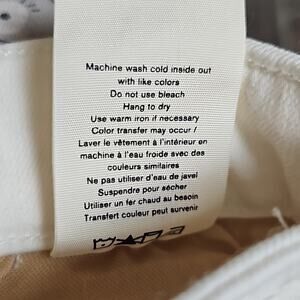 Machine wash cold inside out
with like colors
Do not use bleach
Hang to dry
Use warm iron if necessary
Color transfer may occur /
Laver le vêtement à l'intérieur en
machine à l'eau froide avec des
couleurs similaires
Ne pas utiliser d'eau de javel
Suspendre pour sécher
Utiliser un fer chaud au besoin
Transfert couleur peut survenir